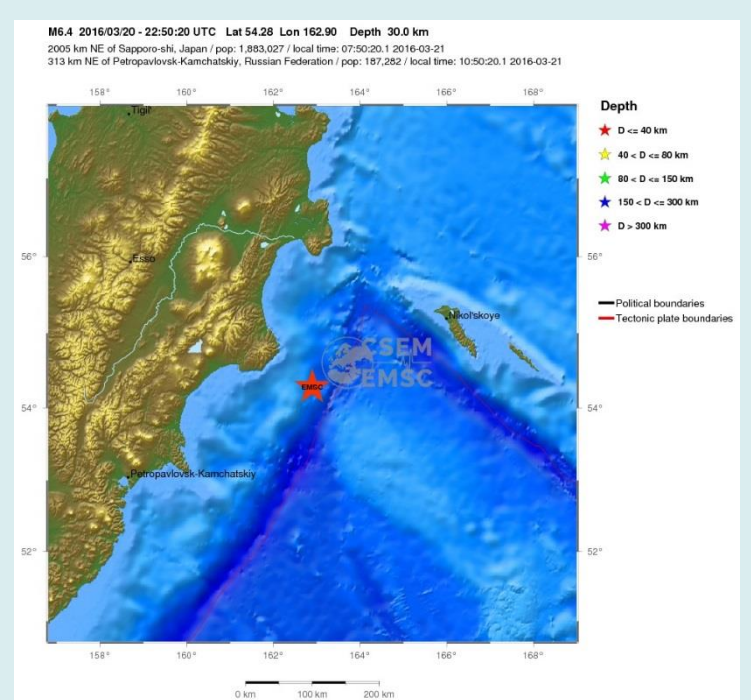 M6.4 2016/03/20 - 22:50:20 UTC Lat 54.28 Lon 162.90 Depth 30.0 km
2005 km NE of Sapporo-shi, Japan / pop: 1,883,027 / local time: 07:50:20.1 2016-03-21
313 km NE of Petropavlovsk-Kamchatskiy, Russian Federation / pop: 187,282 / local time: 10:50:20.1 2016-03-21
158° 160° 162° 164° 166° 168°
Depth
Tigil'
D <= 40 km
40 < D <= 80 km
80 < D <= 150 km
150 < D <= 300 km
D > 300 km
56° 56°
Esso
Political boundaries
Nikol'skoye
Tectonic plate boundaries
CSEM
EMSC
EMSC
54° 54°
Petropavlovsk-Kamchatskiy
52° 52°
158° 160° 162° 164° 166° 168°
0 km 100 km 200 km